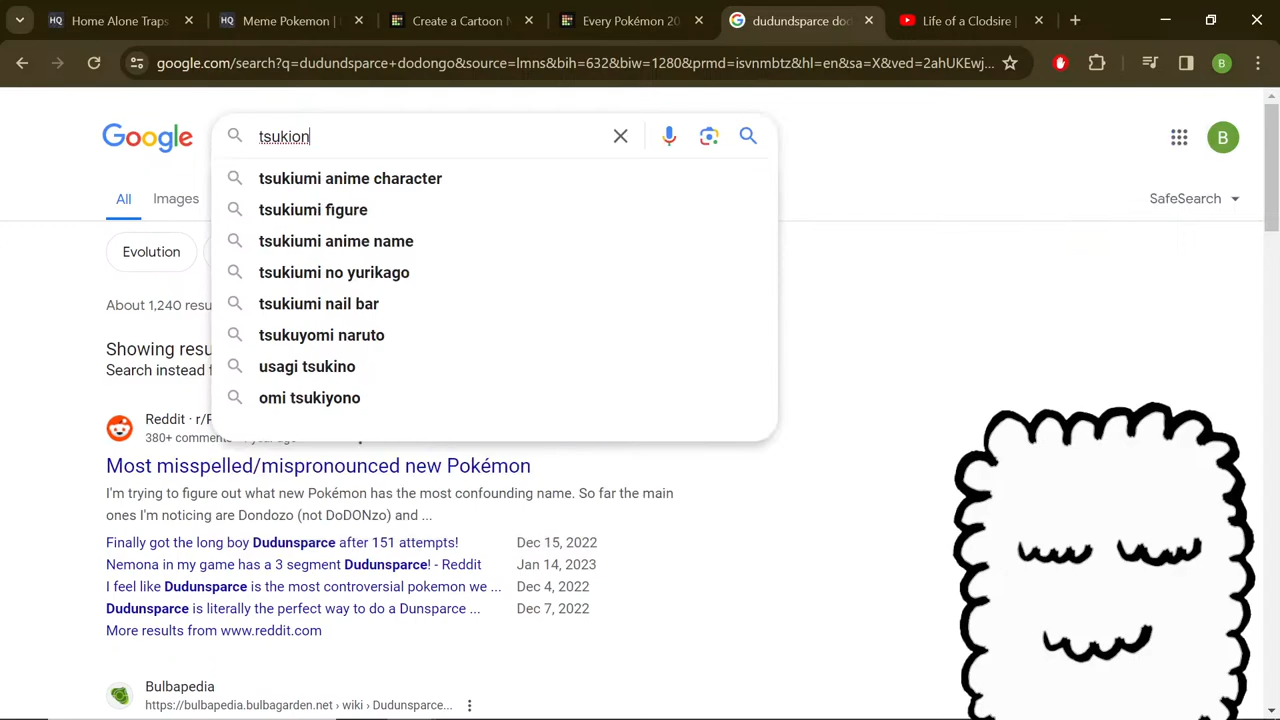 Home Alone Traps
Meme Pokemon |
Create a Cartoon
Every Pokémon 20
dudundsparce dod
Life of a Clodsire |
google.com/search?q=dudundsparce+dodongo&source=lmns&bih=632&biw=1280&prmd=isvnmbtz&hl=en&sa=X&ved=2ahUKEwj...
B
Google
tsukion
B
tsukiumi anime character
All
Images
SafeSearch
tsukiumi figure
tsukiumi anime name
Evolution
tsukiumi no yurikago
About 1,240 resu
tsukiumi nail bar
tsukuyomi naruto
Showing resu
Search instead f
usagi tsukino
omi tsukiyono
Reddit · r/P
380+ comments
Most misspelled/mispronounced new Pokémon
I'm trying to figure out what new Pokémon has the most confounding name. So far the main
ones I'm noticing are Dondozo (not DoDONzo) and ...
Finally got the long boy Dudunsparce after 151 attempts! Dec 15, 2022
Nemona in my game has a 3 segment Dudunsparce! - Reddit Jan 14, 2023
I feel like Dudunsparce is the most controversial pokemon we ... Dec 4, 2022
Dudunsparce is literally the perfect way to do a Dunsparce ... Dec 7, 2022
More results from www.reddit.com
Bulbapedia
https://bulbapedia.bulbagarden.net › wiki › Dudunsparce...